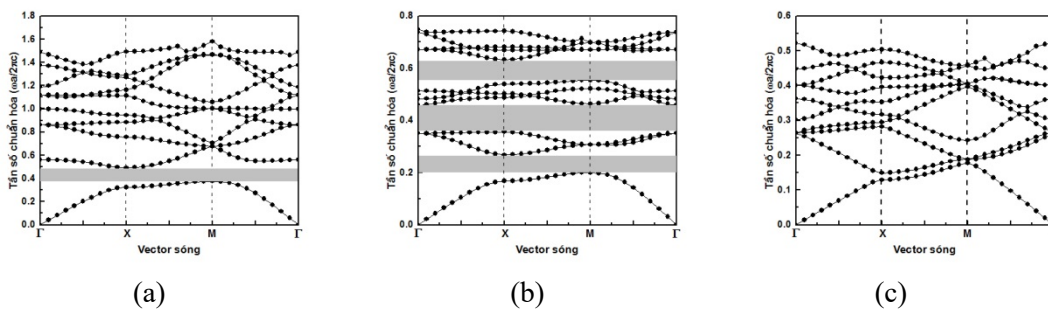 1.8
1.6
1.4
1.2
1.0
0.8
0.6
0.4
0.2
0.0
Tần số chuẩn hóa (ωa/2πc)
Γ X M Γ
Vector sóng
(a)
0.8
0.6
0.4
0.2
0.0
Tần số chuẩn hóa (ωa/2πc)
Γ X M Γ
Vector sóng
(b)
0.5
0.6
0.4
0.3
0.2
0.1
0.0
Tần số chuẩn hóa (ωa/2πc)
Γ X M Γ
Vector sóng
(c)